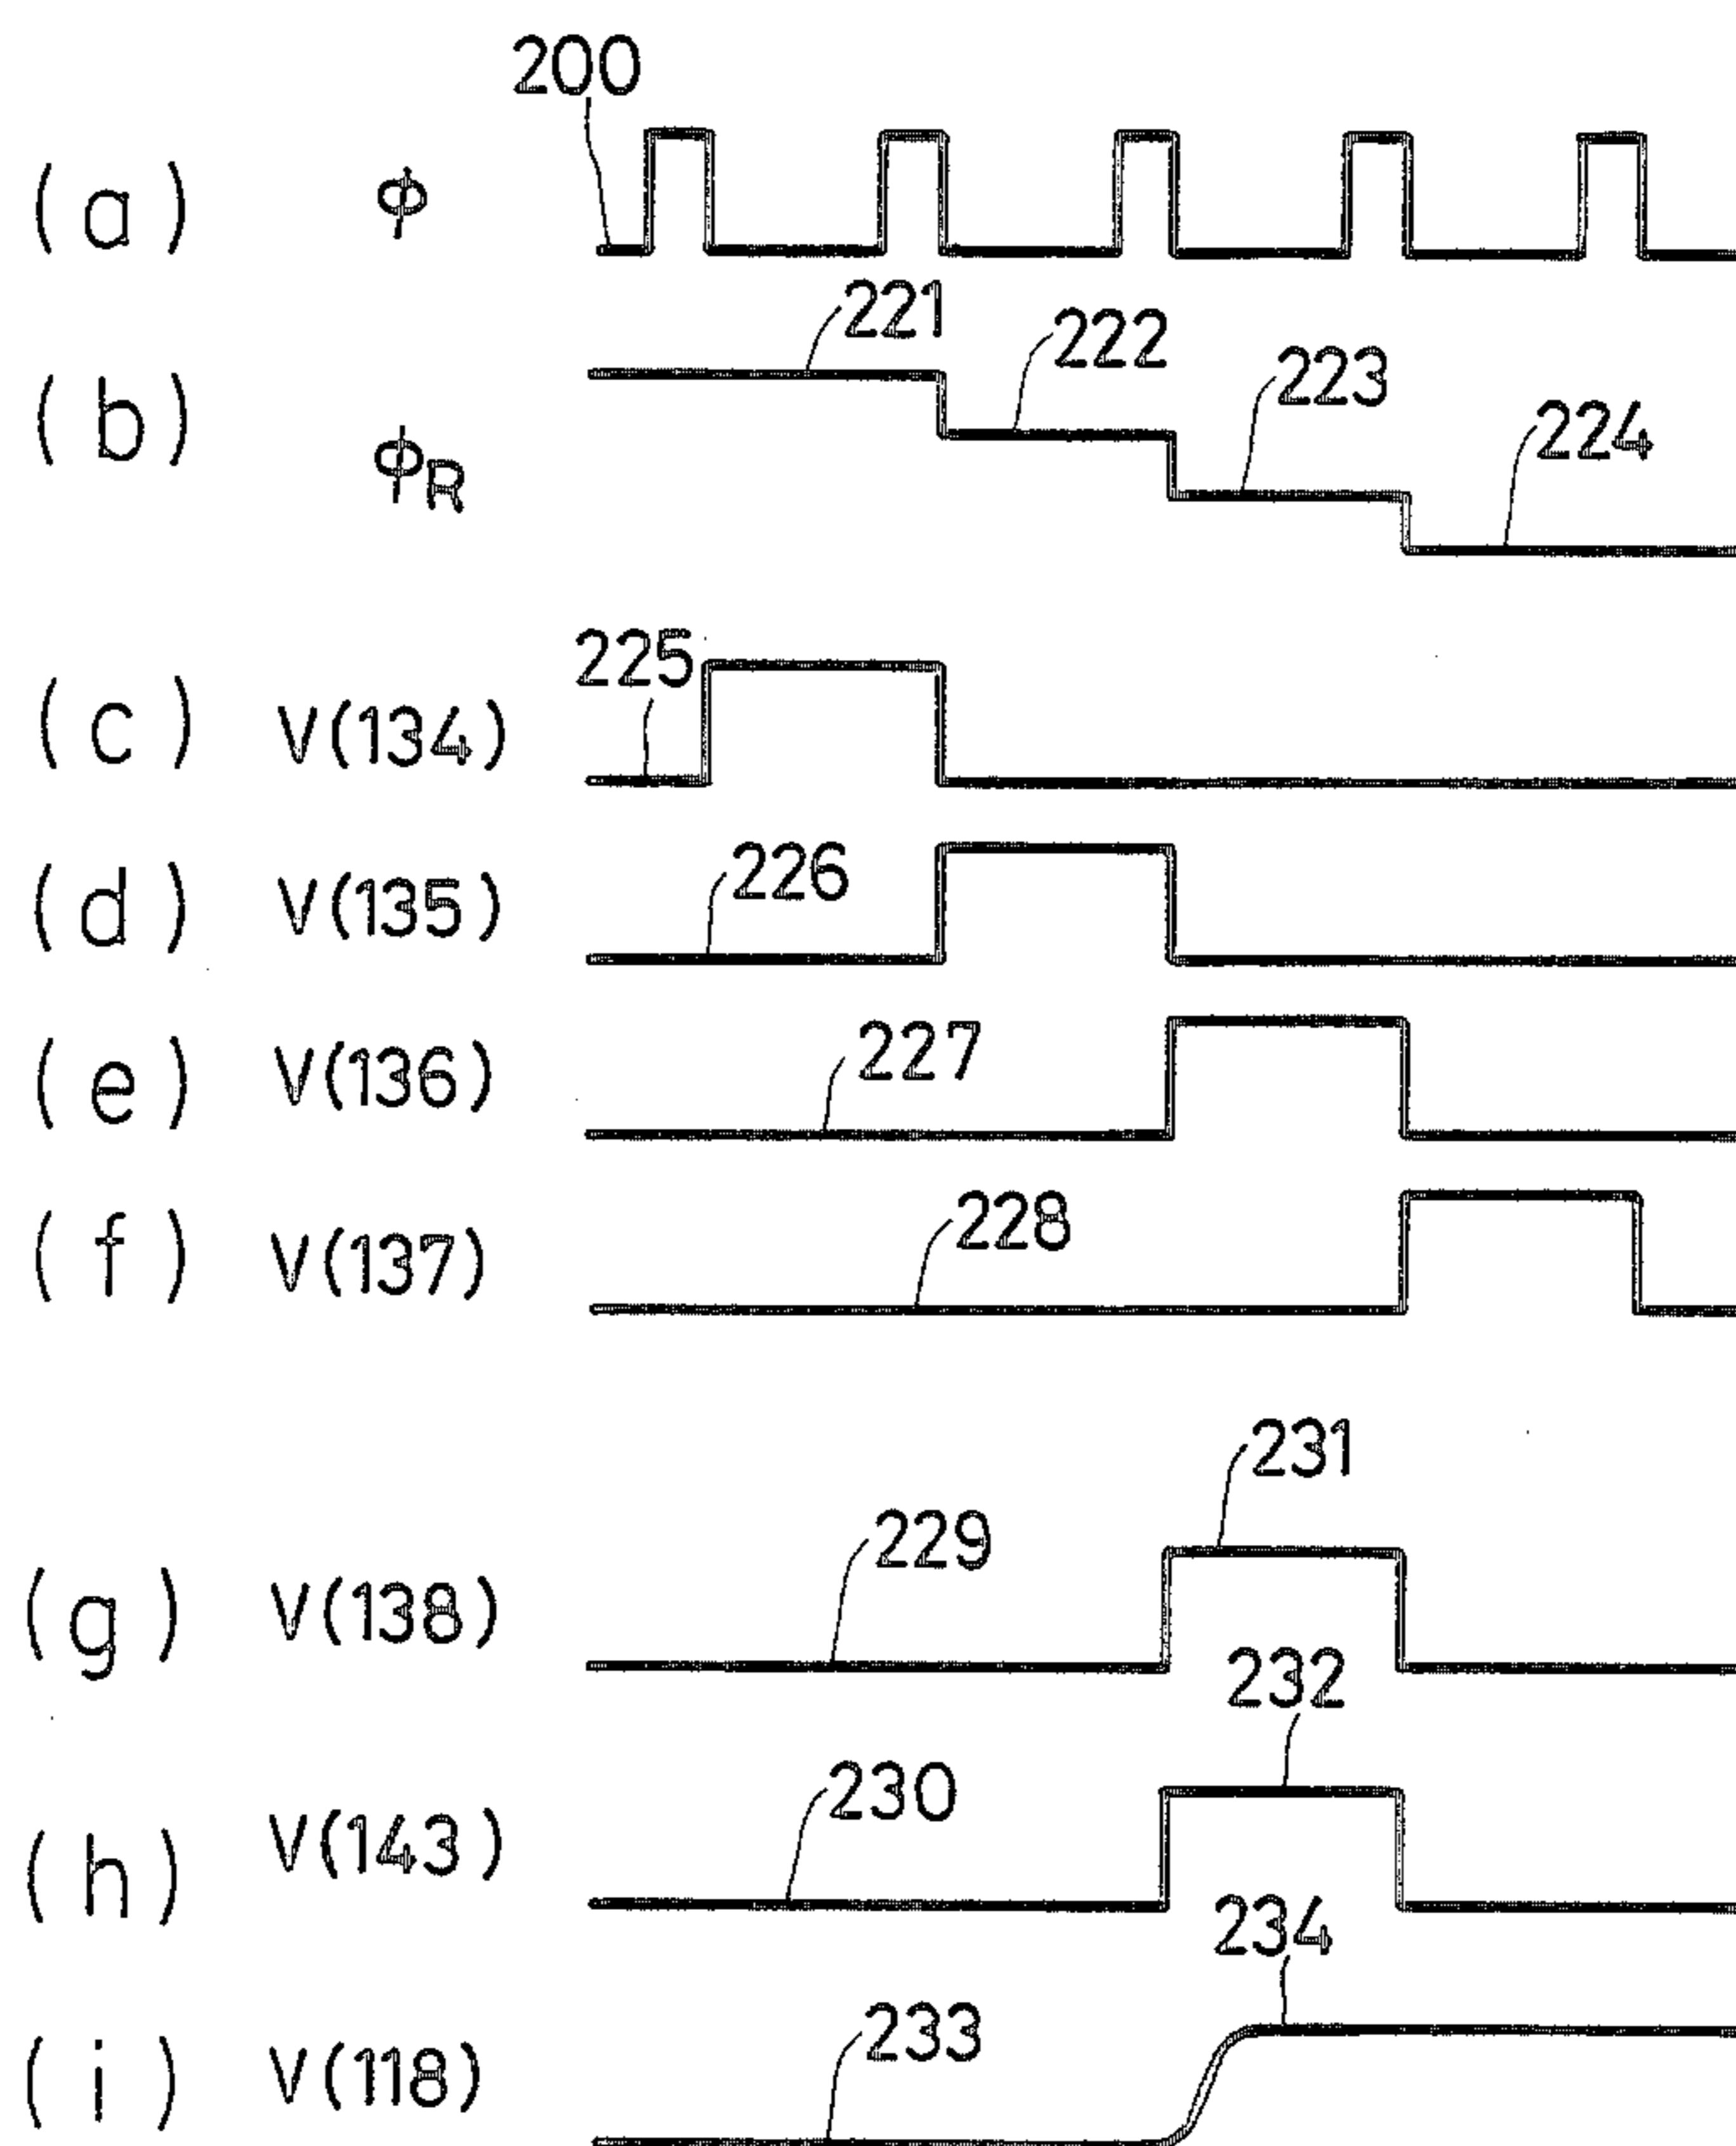 200
(a) ϕ
221
222
223
224
(b) ϕR
225
(c) V(134)
226
(d) V(135)
227
(e) V(136)
228
(f) V(137)
231
229
(g) V(138)
232
230
(h) V(143)
234
233
(i) V(118)